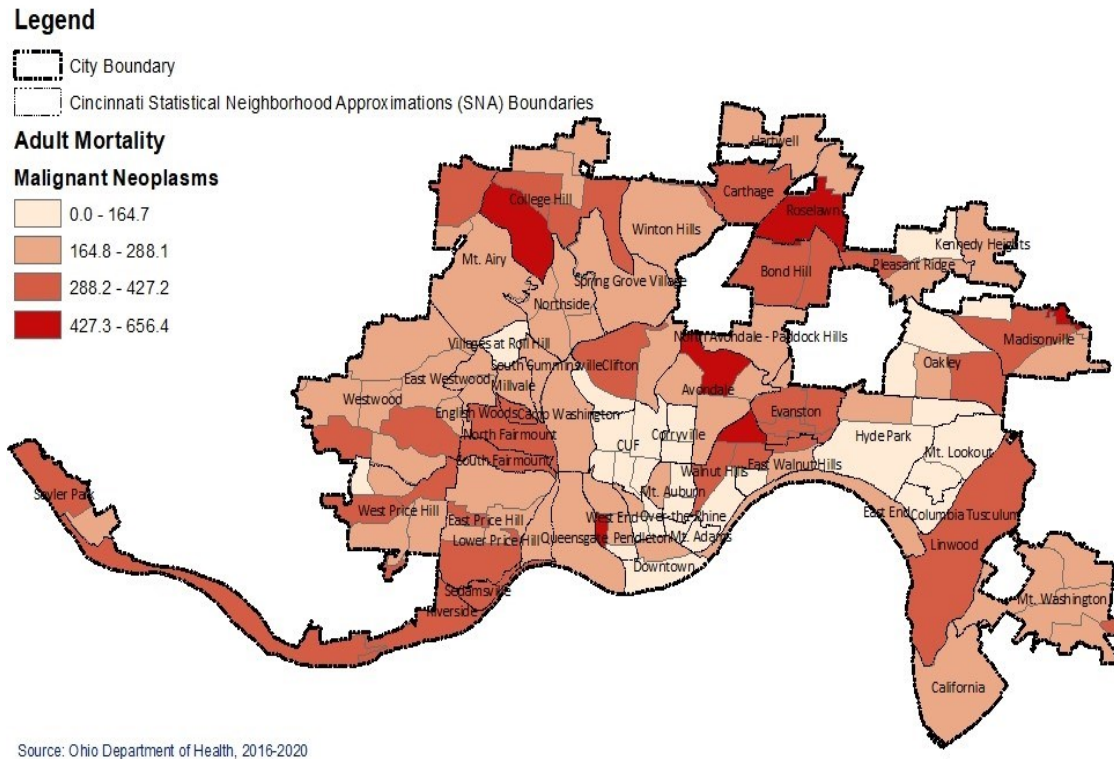 Legend
City Boundary
Cincinnati Statistical Neighborhood Approximations (SNA) Boundaries
Adult Mortality
Malignant Neoplasms
0.0 - 164.7
164.8 - 288.1
288.2 - 427.2
427.3 - 656.4
Hartwell
Carthage
College Hill
Roselawn
Winton Hills
Kennedy Heights
Mt. Airy
Pleasant Ridge
Bond Hill
Spring Grove Village
Northside
North Avondale - Paddock Hills
Madisonville
Villages at Roll Hill
South Cumminsville
Clifton
Oakley
East Westwood
Millvale
Avondale
Westwood
English Woods
Camp Washington
Evanston
North Fairmount
CUF
Corryville
Hyde Park
Mt. Lookout
South Fairmount
Walnut Hills
East Walnut Hills
Sayler Park
Mt. Auburn
West Price Hill
East Price Hill
West End
Over-the-Rhine
East End
Columbia Tusculum
Lower Price Hill
Queensgate
Pendleton
Mt. Adams
Linwood
Downtown
Sedamsville
Riverside
Mt. Washington
California
Source: Ohio Department of Health, 2016-2020